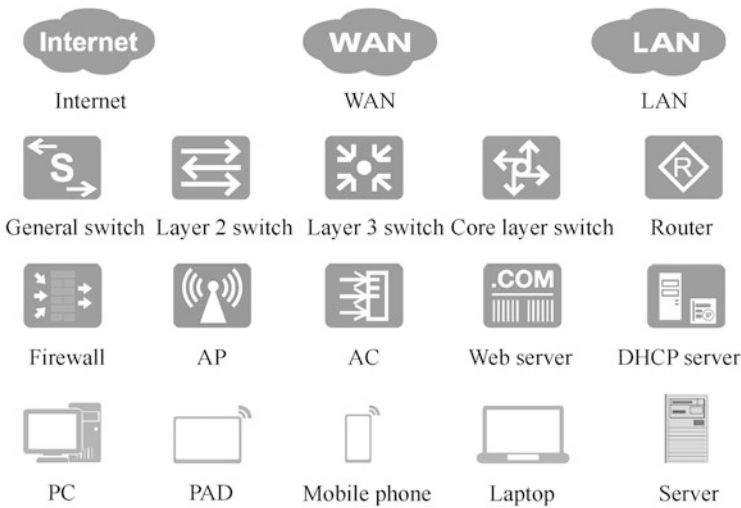 Internet WAN LAN
Internet WAN LAN
S R
General switch Layer 2 switch Layer 3 switch Core layer switch Router
.COM
Firewall AP AC Web server DHCP server
PC PAD Mobile phone Laptop Server